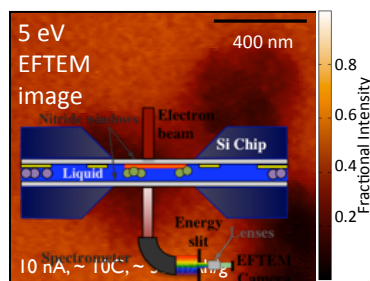 5 eV
EFTEM
image
400 nm
Nitride windows
Electron
beam
Si Chip
Liquid
Energy
slit
Spectrometer
Lenses
EFTEM
Camera
10 nA, ~ 10C, ~
0.8
0.6
0.4
0.2
Fractional Intensity